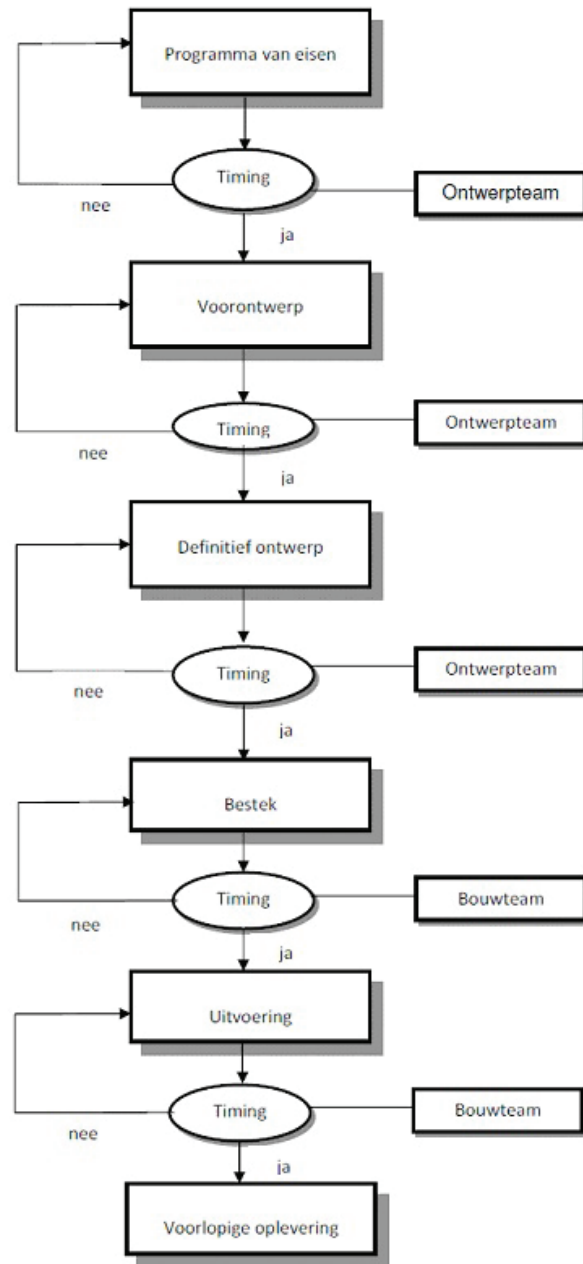 Programma van eisen
Timing
Ontwerpteam
nee
ja
Voorontwerp
Timing
Ontwerpteam
nee
ja
Definitief ontwerp
Timing
Ontwerpteam
nee
ja
Bestek
Timing
Bouwteam
nee
ja
Uitvoering
Timing
Bouwteam
nee
ja
Voorlopige oplevering